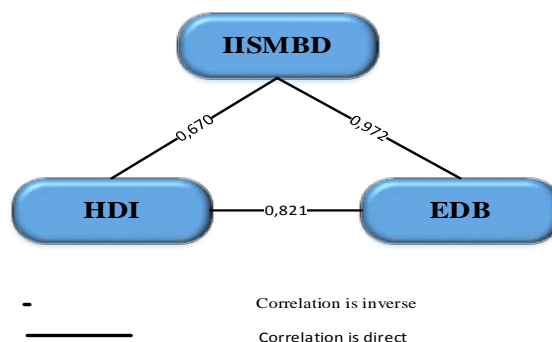 IISMBD
0,670
0,972
HDI
0,821
EDB
Correlation is inverse
Correlation is direct